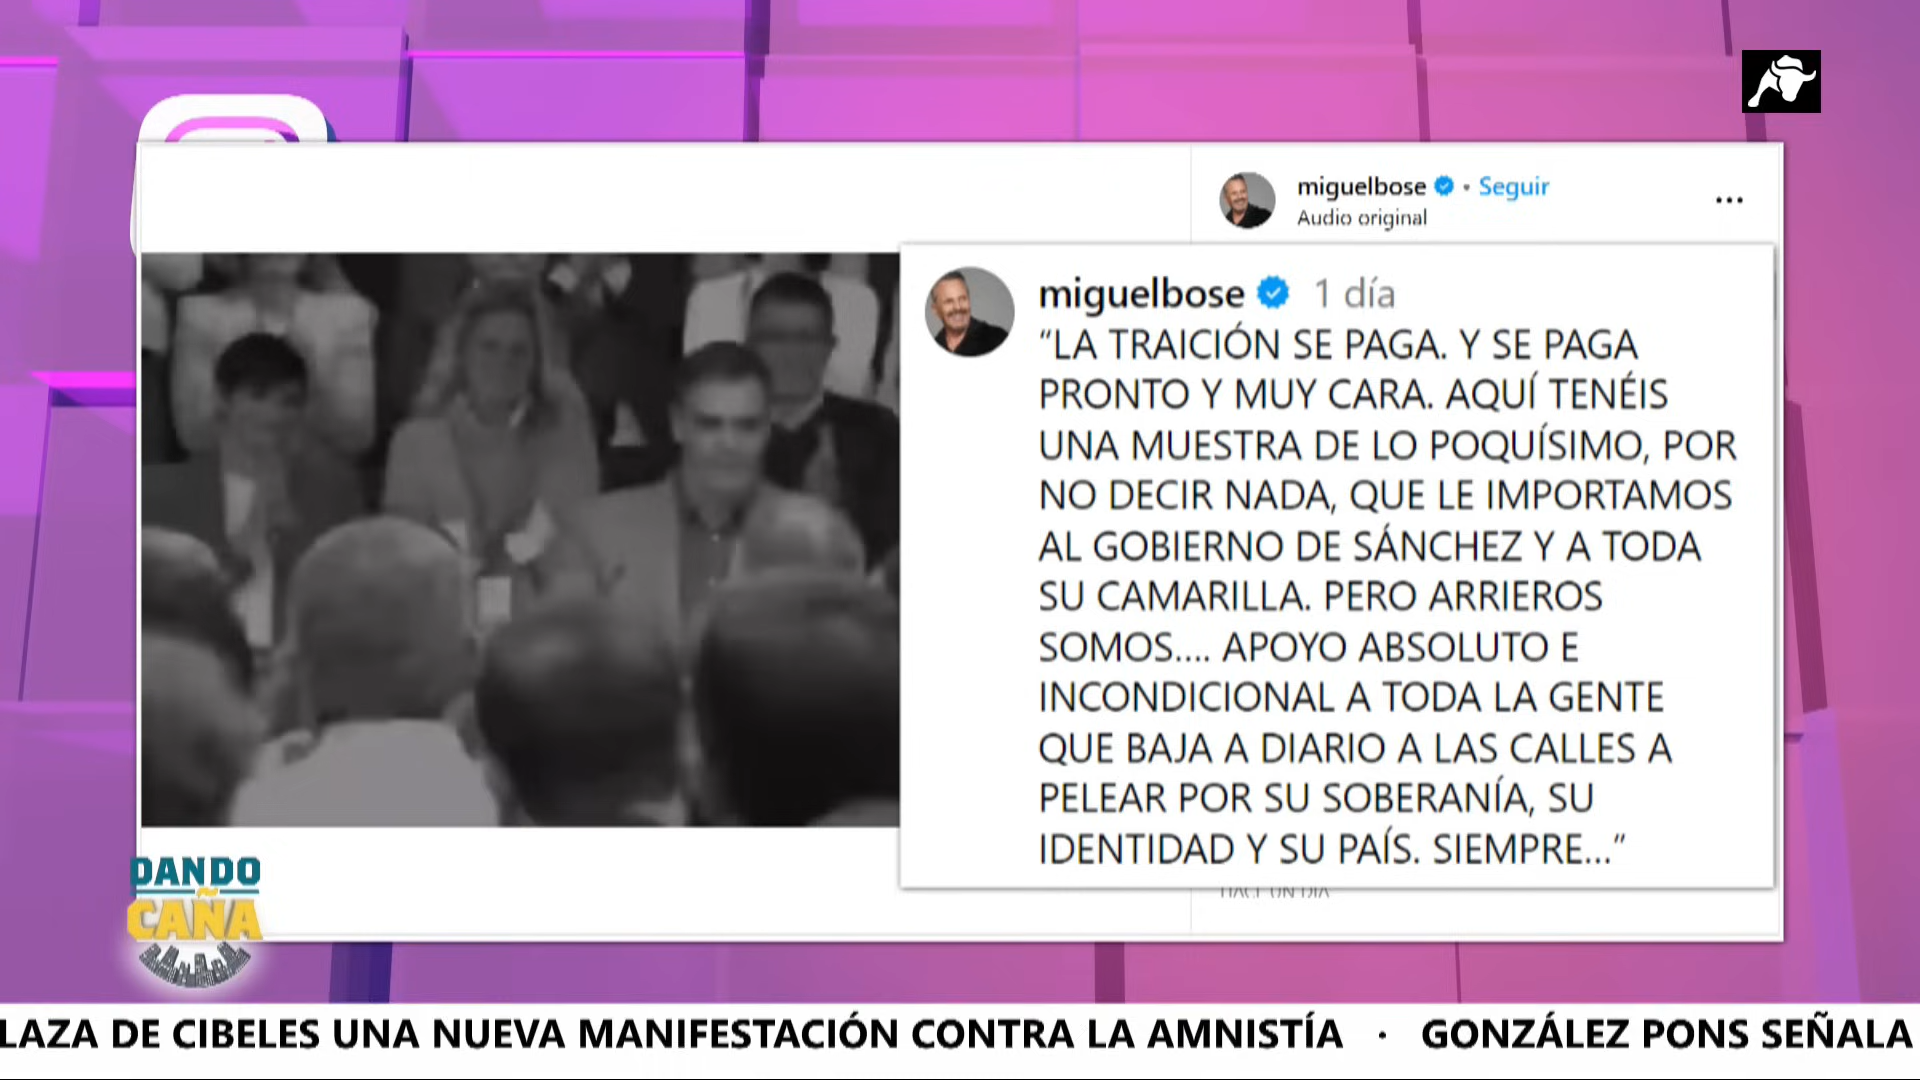 miguelbose • Seguir
Audio original
miguelbose 1 día
“LA TRAICIÓN SE PAGA. Y SE PAGA
PRONTO Y MUY CARA. AQUÍ TENÉIS
UNA MUESTRA DE LO POQUÍSIMO, POR
NO DECIR NADA, QUE LE IMPORTAMOS
AL GOBIERNO DE SÁNCHEZ Y A TODA
SU CAMARILLA. PERO ARRIEROS
SOMOS.... APOYO ABSOLUTO E
INCONDICIONAL A TODA LA GENTE
QUE BAJA A DIARIO A LAS CALLES A
PELEAR POR SU SOBERANÍA, SU
IDENTIDAD Y SU PAÍS. SIEMPRE...”
HACE UN DÍA
DANDO
CAÑA
LAZA DE CIBELES UNA NUEVA MANIFESTACIÓN CONTRA LA AMNISTÍA · GONZÁLEZ PONS SEÑALA